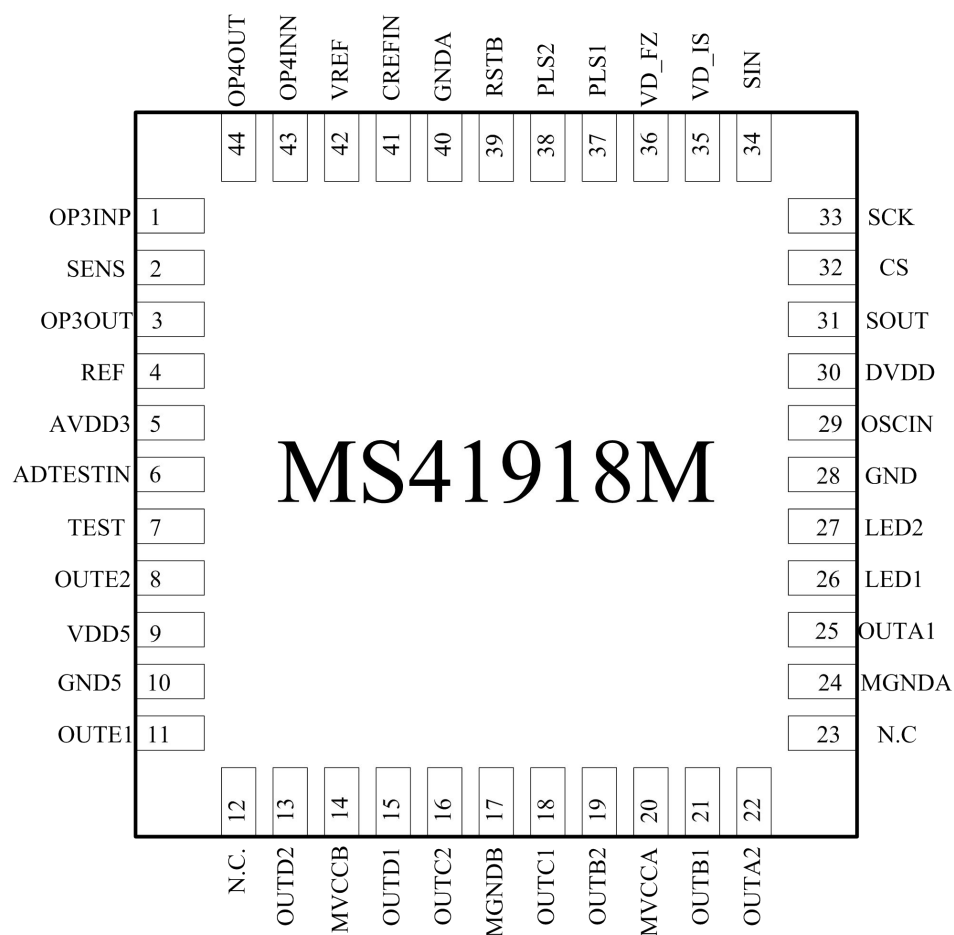 OP4OUT OP4INN VREF CREFIN GNDA RSTB PLS2 PLS1 VD_FZ VD_IS SIN
44 43 42 41 40 39 38 37 36 35 34
OP3INP 1 33 SCK
SENS 2 32 CS
OP3OUT 3 31 SOUT
REF 4 30 DVDD
AVDD3 5 29 OSCIN
ADTESTIN 6 28 GND
MS41918M
TEST 7 27 LED2
OUTE2 8 26 LED1
VDD5 9 25 OUTA1
GND5 10 24 MGNDA
OUTE1 11 23 N.C
12 13 14 15 16 17 18 19 20 21 22
N.C. OUTD2 MVCCB OUTD1 OUTC2 MGNDB OUTC1 OUTB2 MVCCA OUTB1 OUTA2